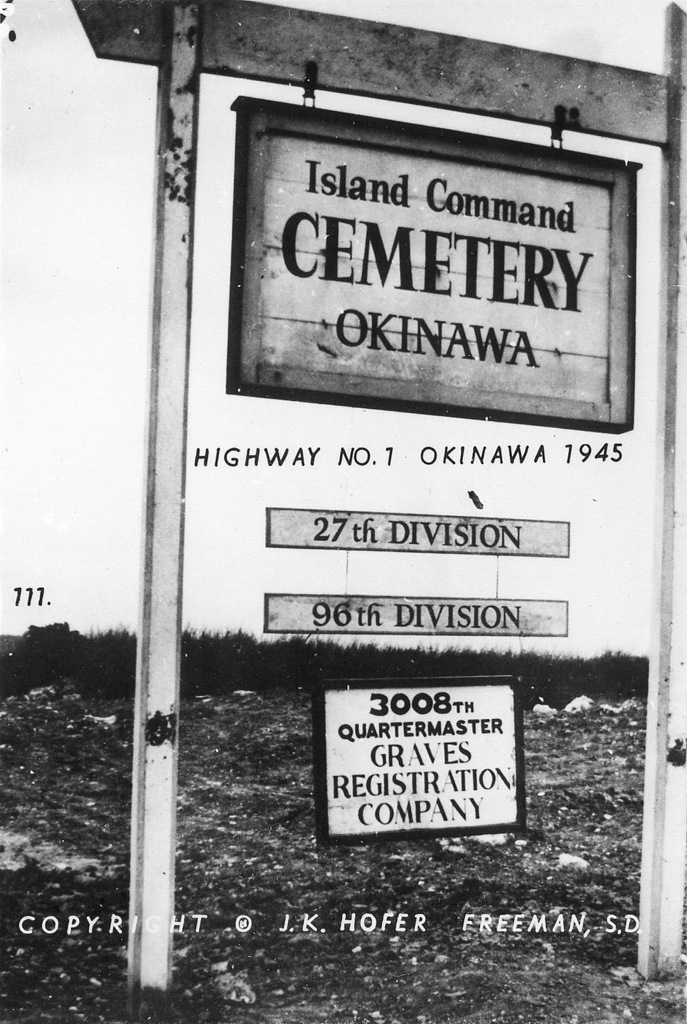 Island Command
CEMETERY
OKINAWA
HIGHWAY NO. 1 OKINAWA 1945
27th DIVISION
111.
96th DIVISION
3008TH
QUARTERMASTER
GRAVES
REGISTRATION
COMPANY
COPYRIGHT © J.K. HOFER FREEMAN, S.D.